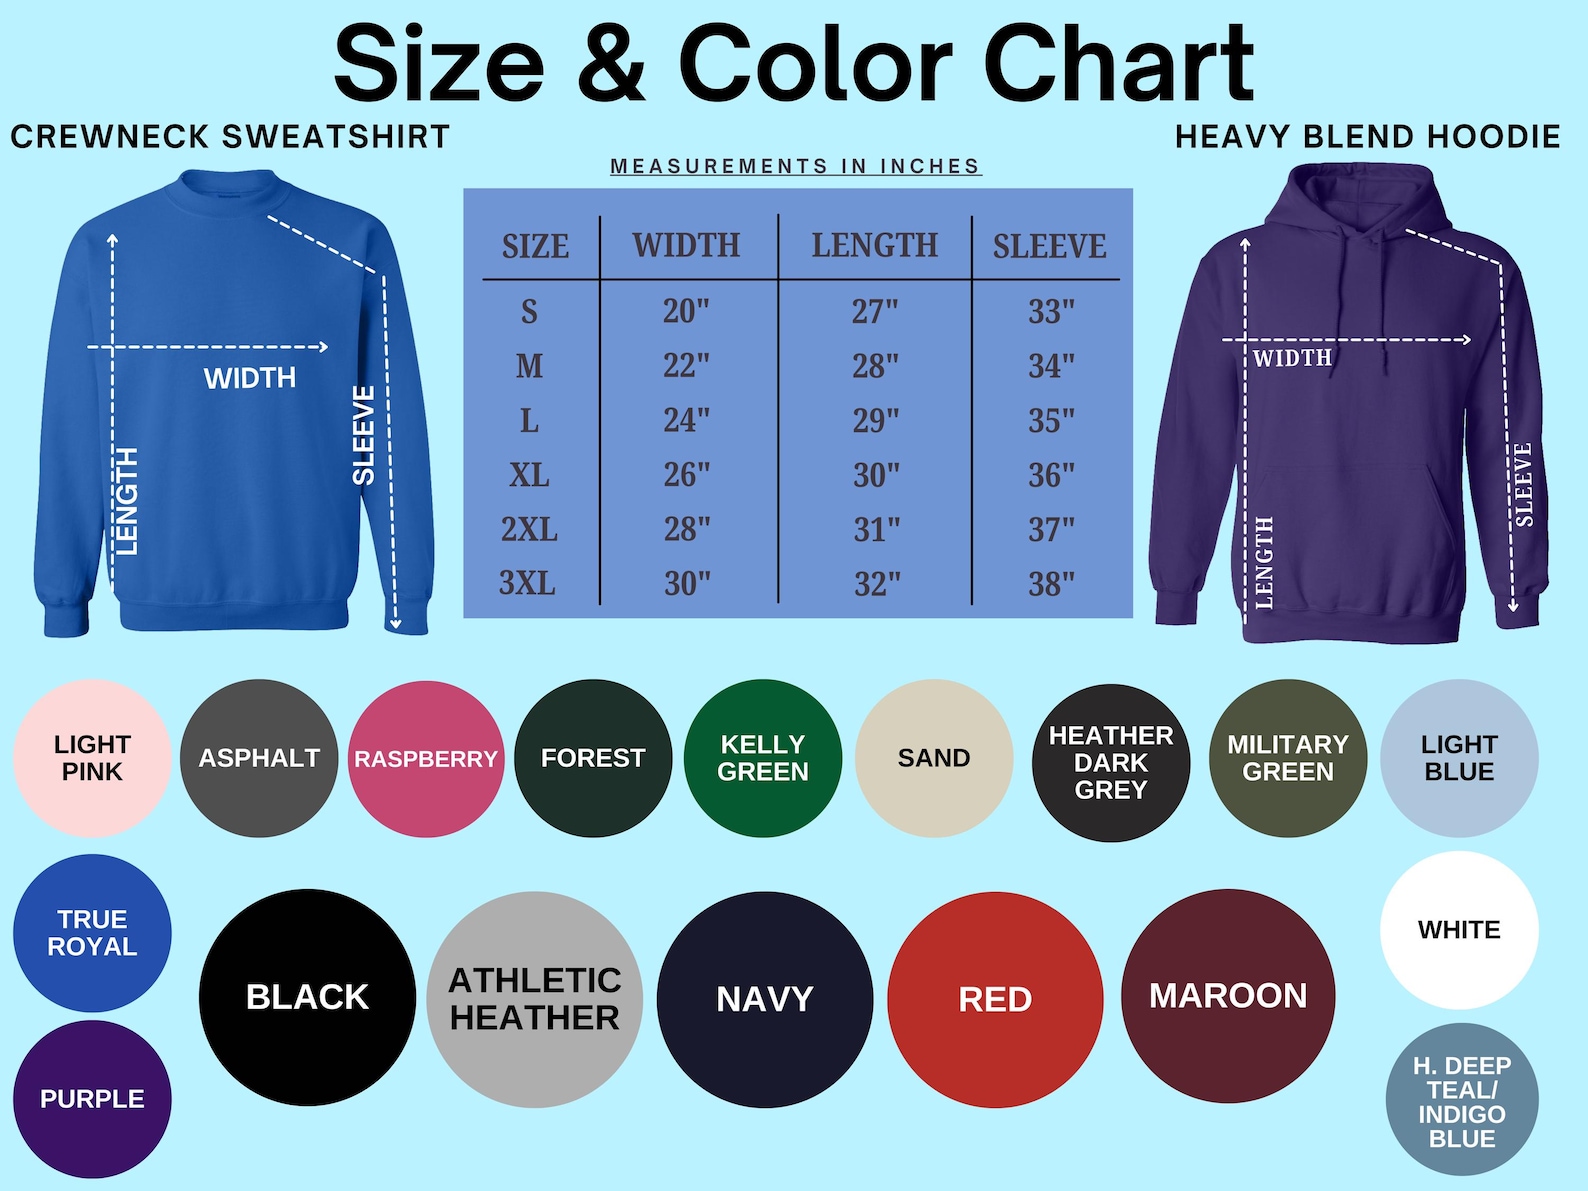 Size & Color Chart
CREWNECK SWEATSHIRT
HEAVY BLEND HOODIE
MEASUREMENTS IN INCHES
SIZE WIDTH LENGTH SLEEVE
S 20" 27" 33"
M 22" 28" 34"
L 24" 29" 35"
XL 26" 30" 36"
2XL 28" 31" 37"
3XL 30" 32" 38"
WIDTH
SLEEVE
LENGTH
WIDTH
SLEEVE
LENGTH
LIGHT
PINK
ASPHALT
RASPBERRY
FOREST
KELLY
GREEN
SAND
HEATHER
DARK
GREY
MILITARY
GREEN
LIGHT
BLUE
TRUE
ROYAL
BLACK
ATHLETIC
HEATHER
NAVY
RED
MAROON
WHITE
PURPLE
H. DEEP
TEAL/
INDIGO
BLUE